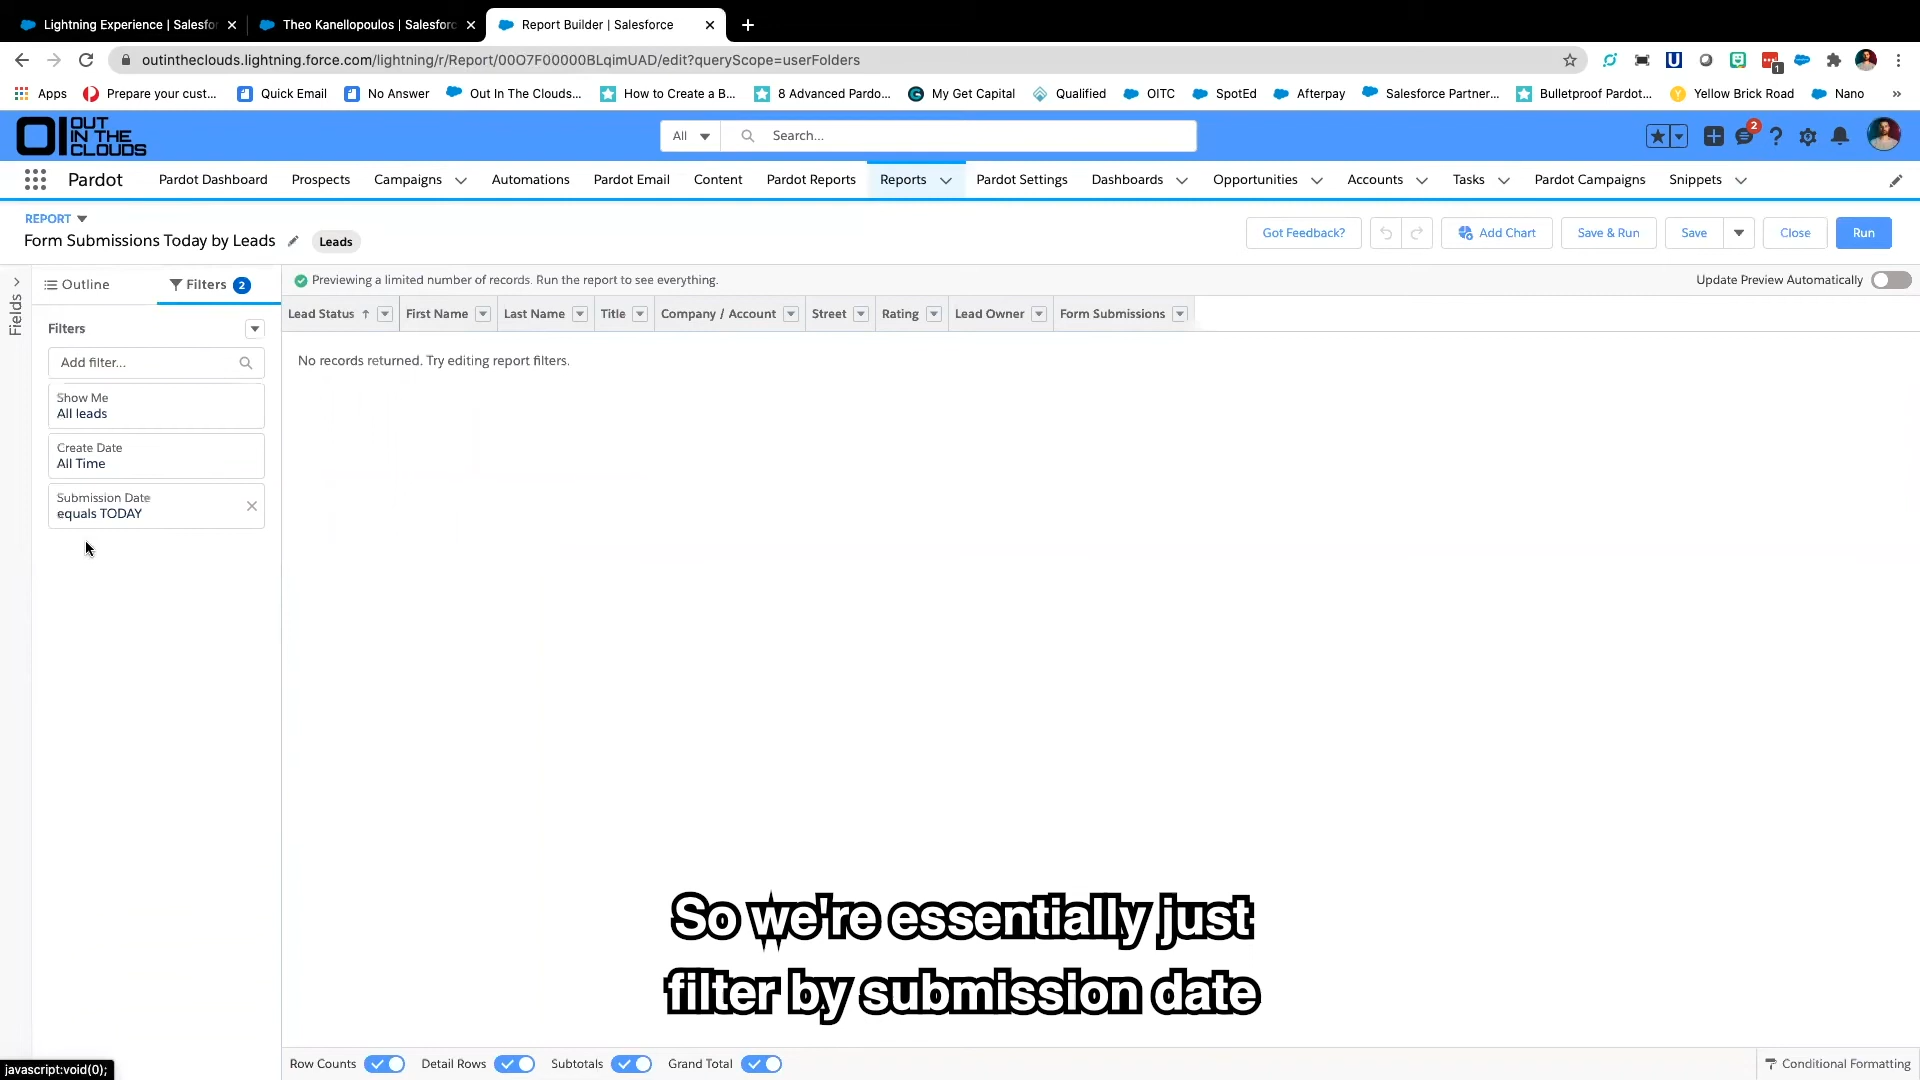 Lightning Experience | Salesfor
Theo Kanellopoulos | Salesforc
Report Builder | Salesforce
outintheclouds.lightning.force.com/lightning/r/Report/00O7F00000BLqimUAD/edit?queryScope=userFolders
1
Apps
Prepare your cust...
Quick Email
No Answer
Out In The Clouds...
How to Create a B...
8 Advanced Pardo...
My Get Capital
Qualified
OITC
SpotEd
Afterpay
Salesforce Partner...
Bulletproof Pardot...
Yellow Brick Road
Nano
»
OUT
IN THE
CLOUDS
All
Search...
2
Pardot
Pardot Dashboard
Prospects
Campaigns
Automations
Pardot Email
Content
Pardot Reports
Reports
Pardot Settings
Dashboards
Opportunities
Accounts
Tasks
Pardot Campaigns
Snippets
REPORT
Form Submissions Today by Leads
Leads
Got Feedback?
Add Chart
Save & Run
Save
Close
Run
Fields
Outline
Filters 2
Previewing a limited number of records. Run the report to see everything.
Update Preview Automatically
Lead Status
First Name
Last Name
Title
Company / Account
Street
Rating
Lead Owner
Form Submissions
Filters
Add filter...
Show Me
All leads
Create Date
All Time
Submission Date
equals TODAY
No records returned. Try editing report filters.
So we're essentially just
filter by submission date
Row Counts
Detail Rows
Subtotals
Grand Total
Conditional Formatting
javascript:void(0);